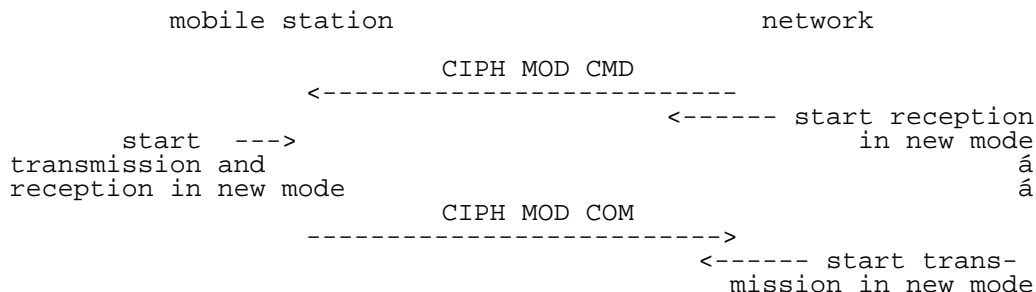 mobile station                                network
CIPH MOD CMD
<--------------------------
<------ start reception
start  --->                                in new mode
transmission and                                á
reception in new mode                                á
CIPH MOD COM
-------------------------->
<------ start trans-
mission in new mode